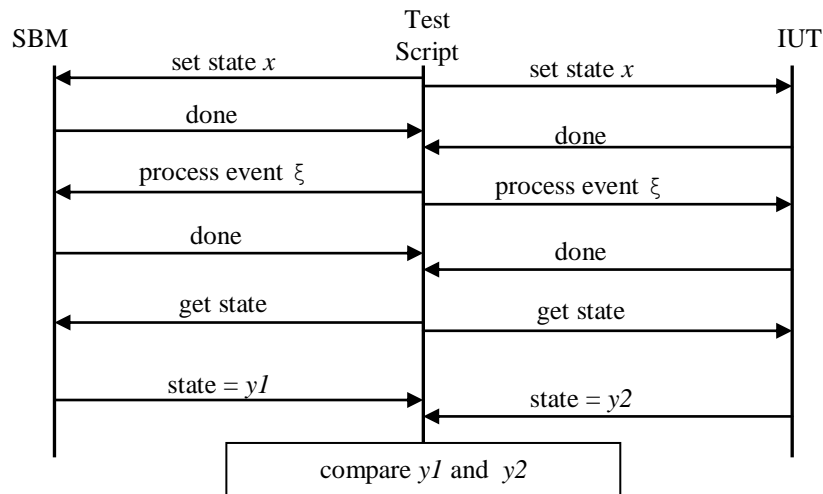 SBM
Test
Script
IUT
set state x
set state x
done
done
process event ξ
process event ξ
done
done
get state
get state
state = y1
state = y2
compare y1 and y2